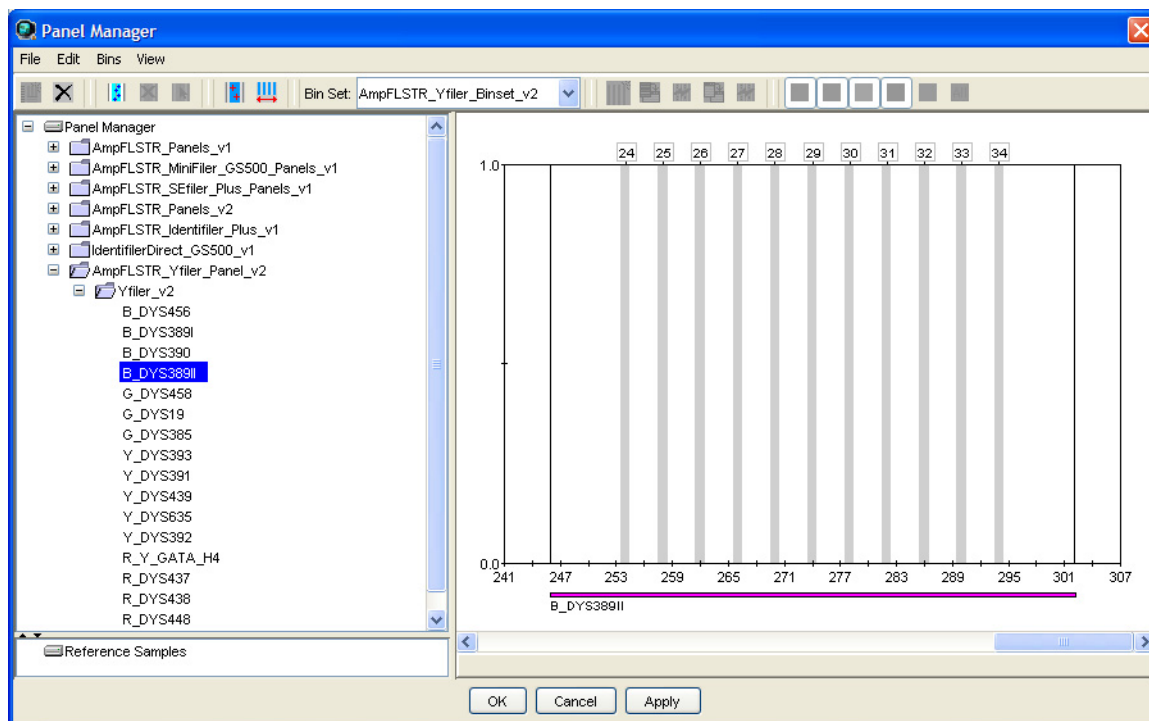 Panel Manager
File Edit Bins View
Bin Set: AmpFLSTR_Yfiler_Binset_v2
Panel Manager
AmpFLSTR_Panels_v1
AmpFLSTR_MiniFiler_GS500_Panels_v1
AmpFLSTR_SEfiler_Plus_Panels_v1
AmpFLSTR_Panels_v2
AmpFLSTR_Identifiler_Plus_v1
IdentifilerDirect_GS500_v1
AmpFLSTR_Yfiler_Panel_v2
Yfiler_v2
B_DYS456
B_DYS389I
B_DYS390
B_DYS389II
G_DYS458
G_DYS19
G_DYS385
Y_DYS393
Y_DYS391
Y_DYS439
Y_DYS635
Y_DYS392
R_Y_GATA_H4
R_DYS437
R_DYS438
R_DYS448
Reference Samples
24 25 26 27 28 29 30 31 32 33 34
1.0
0.0
241 247 253 259 265 271 277 283 289 295 301 307
B_DYS389II
OK Cancel Apply